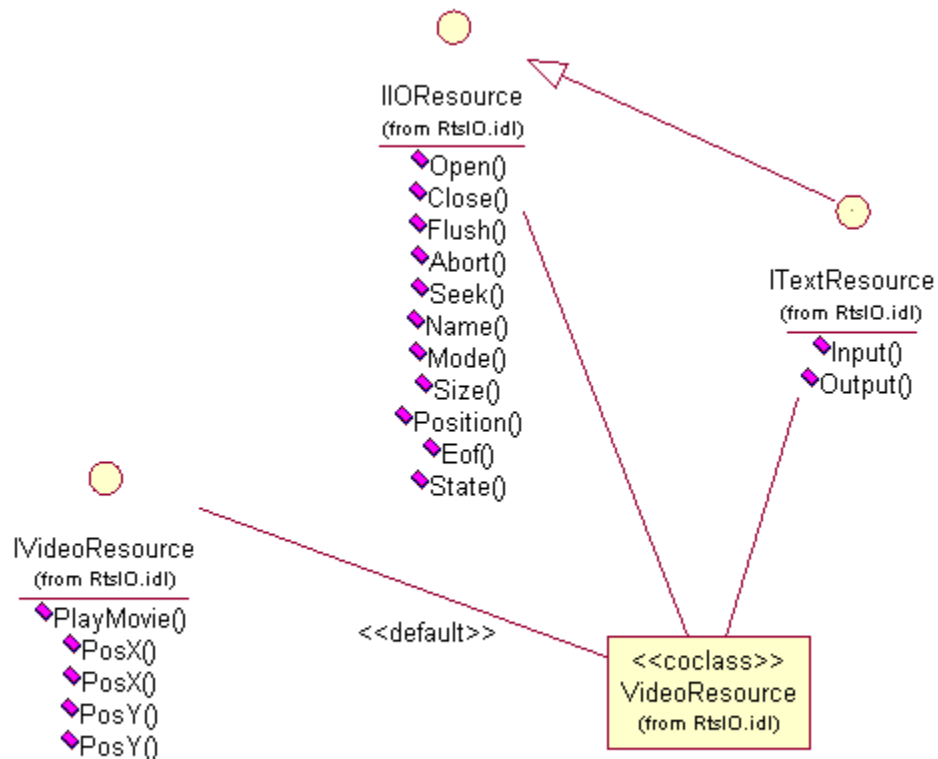 IIOResource
(from RtsIO.idl)
Open()
Close()
Flush()
Abort()
Seek()
Name()
Mode()
Size()
Position()
Eof()
State()
ITextResource
(from RtsIO.idl)
Input()
Output()
IVideoResource
(from RtsIO.idl)
PlayMovie()
PosX()
PosX()
PosY()
PosY()
<<default>>
<<coclass>>
VideoResource
(from RtsIO.idl)